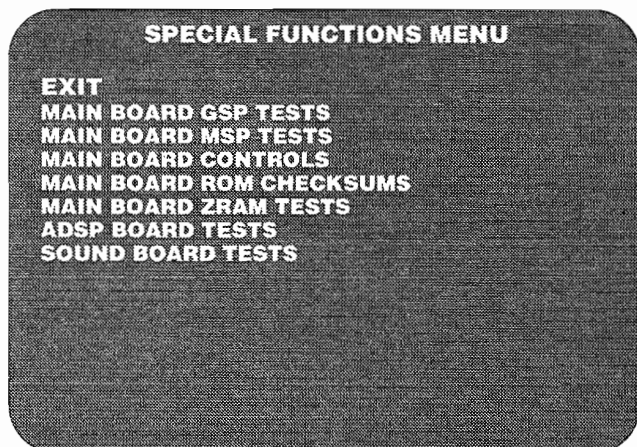 SPECIAL FUNCTIONS MENU
EXIT
MAIN BOARD GSP TESTS
MAIN BOARD MSP TESTS
MAIN BOARD CONTROLS
MAIN BOARD ROM CHECKSUMS
MAIN BOARD ZRAM TESTS
ADSP BOARD TESTS
SOUND BOARD TESTS